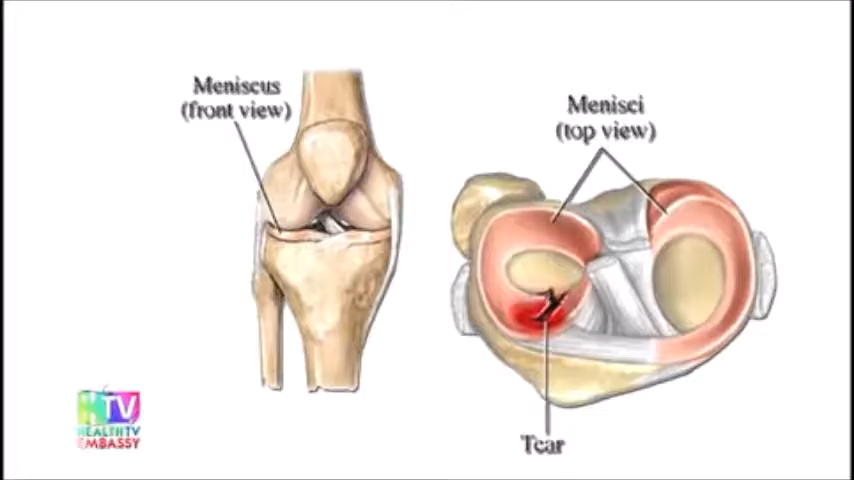 Meniscus
(front view)
Menisci
(top view)
Tear
HTV
HEALTHTV
EMBASSY